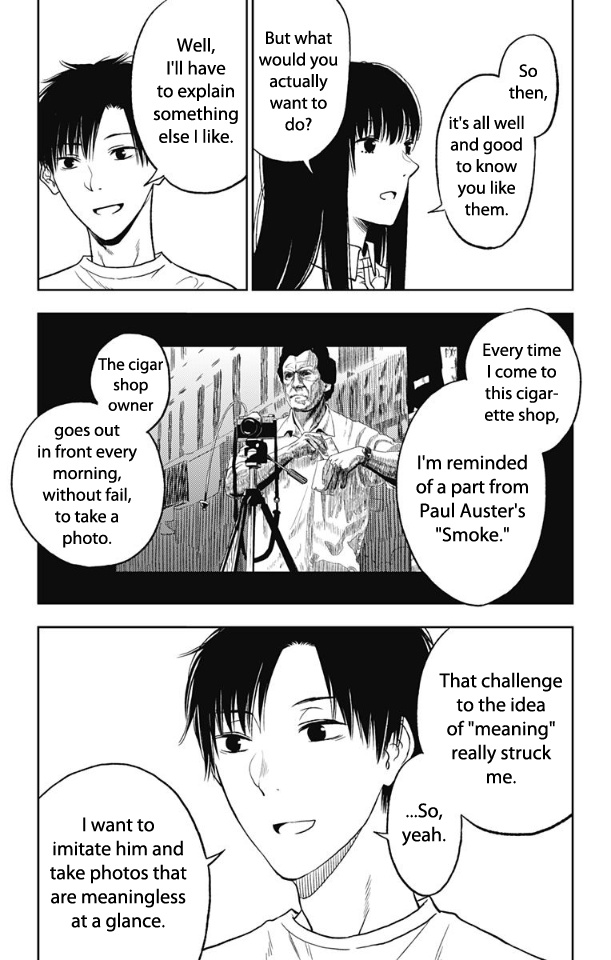 So
then,
it's all well
and good
to know
you like
them.
But what
would you
actually
want to
do?
Well,
I'll have
to explain
something
else I like.
Every time
I come to
this cigar-
ette shop,
I'm reminded
of a part from
Paul Auster's
"Smoke."
The cigar
shop
owner
goes out
in front every
morning,
without fail,
to take a
photo.
That challenge
to the idea
of "meaning"
really struck
me.
...So,
yeah.
I want to
imitate him and
take photos that
are meaningless
at a glance.